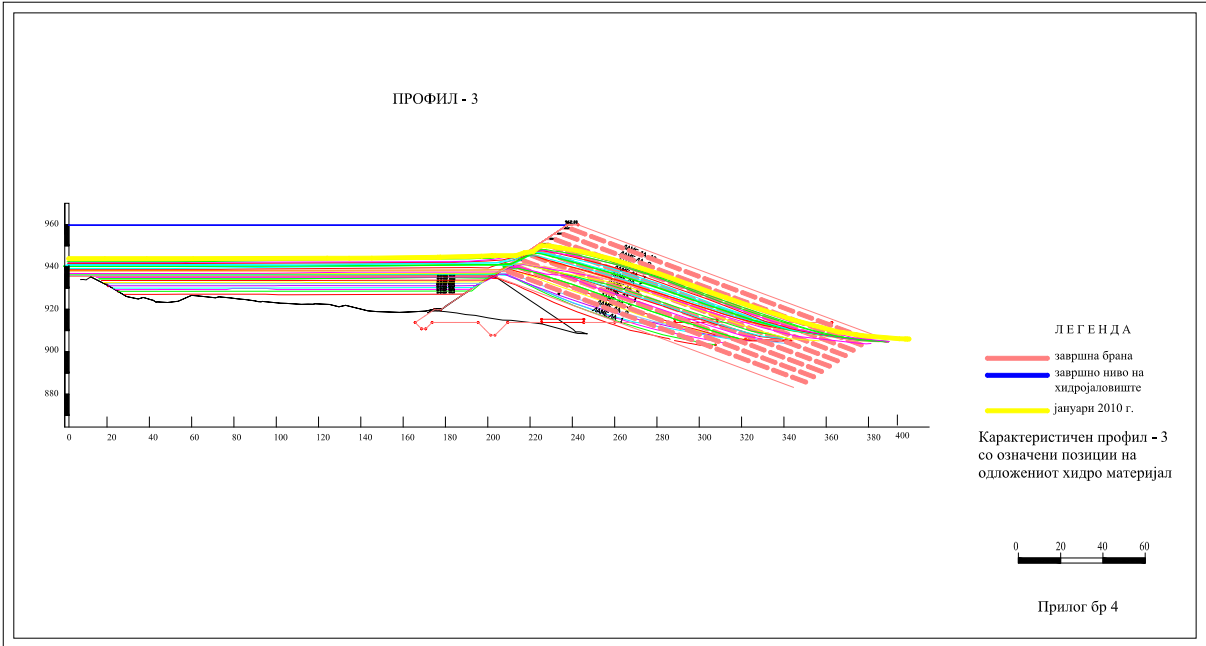 ПРОФИЛ - 3
960
940
920
900
880
0 20 40 60 80 100 120 140 160 180 200 220 240 260 280 300 320 340 360 380 400
ЛЕГЕНДА
завршна брана
завршно ниво на
хидројаловиште
јануари 2010 г.
Карактеристичен профил - 3
со означени позиции на
одложениот хидро материјал
0 20 40 60
Прилог бр 4